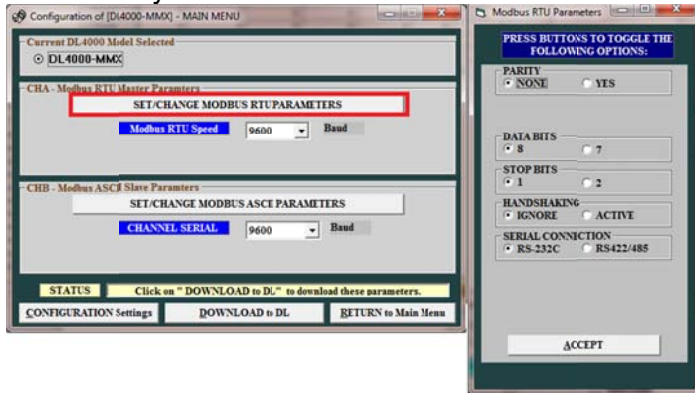 Configuration of [DL4000-MMX] - MAIN MENU
Current DL4000 Model Selected
DL4000-MMX
CHA - Modbus RTU Master Paramters
SET/CHANGE MODBUS RTU PARAMETERS
Modbus RTU Speed 9600 Baud
CHB - Modbus ASCI Slave Paramters
SET/CHANGE MODBUS ASCI PARAMETERS
CHANNEL SERIAL 9600 Baud
STATUS Click on " DOWNLOAD to DL" to download these parameters.
CONFIGURATION Settings DOWNLOAD to DL RETURN to Main Menu
Modbus RTU Parameters
PRESS BUTTONS TO TOGGLE THE
FOLLOWING OPTIONS:
PARITY
NONE YES
DATA BITS
8 7
STOP BITS
1 2
HANDSHAKING
IGNORE ACTIVE
SERIAL CONNICTION
RS-232C RS422/485
ACCEPT